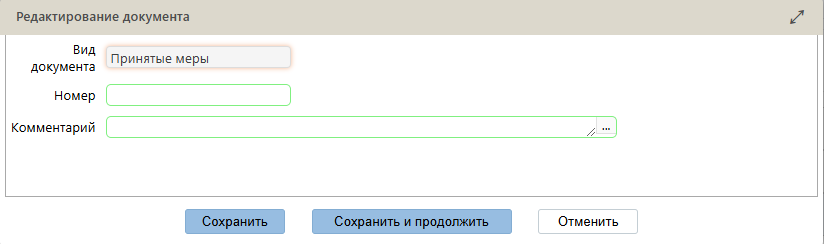 Редактирование документа
Вид
документа
Принятые меры
Номер
Комментарий
...
Сохранить
Сохранить и продолжить
Отменить